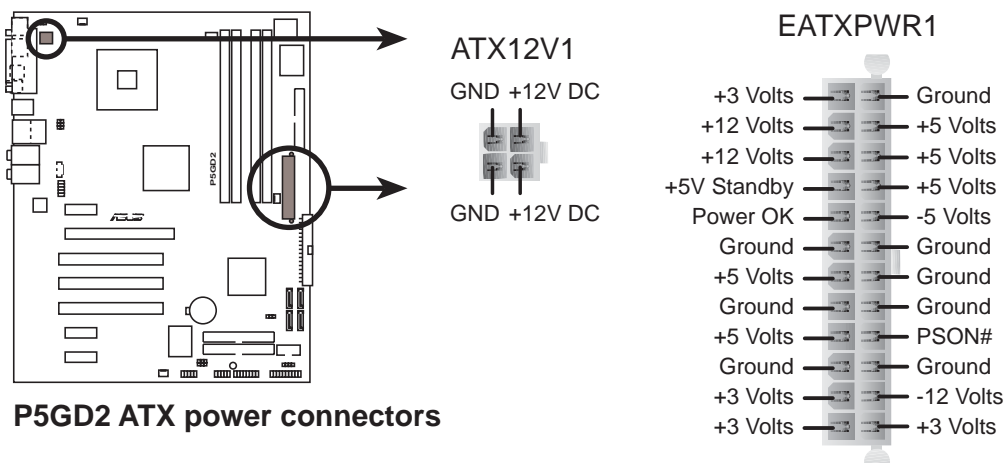 EATXPWR1
ATX12V1
GND +12V DC
GND +12V DC
P5GD2
ASUS
+3 Volts Ground
+12 Volts +5 Volts
+12 Volts +5 Volts
+5V Standby +5 Volts
Power OK -5 Volts
Ground Ground
+5 Volts Ground
Ground Ground
+5 Volts PSON#
Ground Ground
+3 Volts -12 Volts
+3 Volts +3 Volts
P5GD2 ATX power connectors